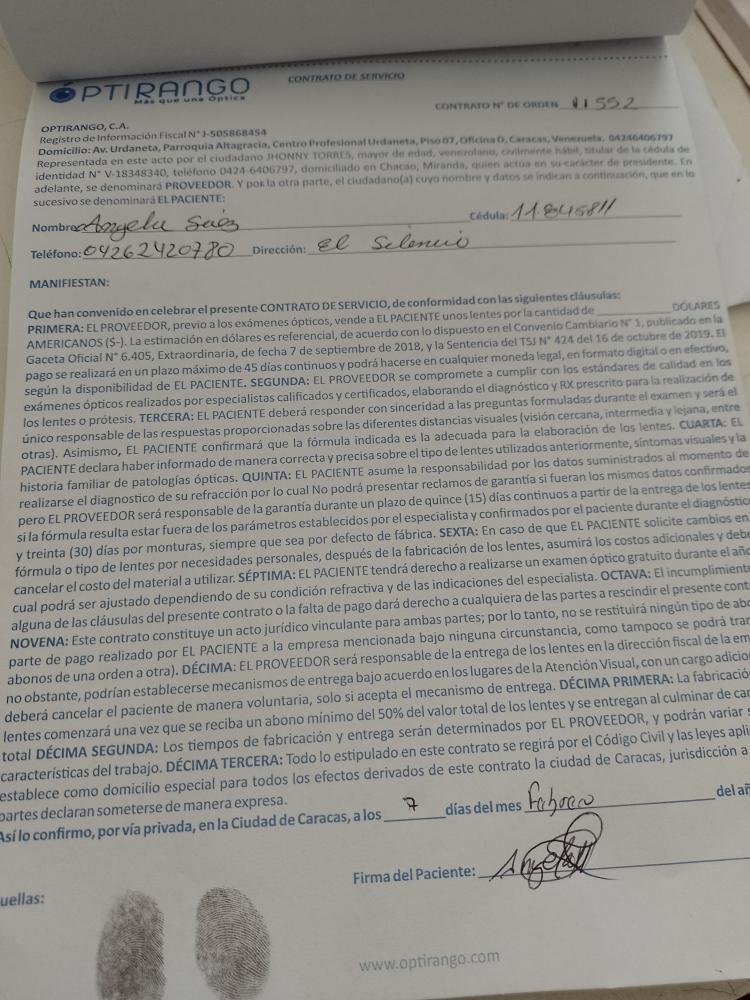 OPTIRANGO
Más que una Óptica
CONTRATO DE SERVICIO
CONTRATO N° DE ORDEN 11552
OPTIRANGO, C.A.
Registro de Información Fiscal N° J-505868454
Domicilio: Av. Urdaneta, Parroquia Altagracia, Centro Profesional Urdaneta, Piso 07, Oficina D, Caracas, Venezuela. 04246406797
Representada en este acto por el ciudadano JHONNY TORRES, mayor de edad, venezolano, civilmente hábil, titular de la cédula de
identidad N° V-18348340, teléfono 0424-6406797, domiciliado en Chacao, Miranda, quien actúa en su carácter de presidente. En
adelante, se denominará PROVEEDOR. Y por la otra parte, el ciudadano(a) cuyo nombre y datos se indican a continuación, que en lo
sucesivo se denominará EL PACIENTE:
Nombre: Angela Cédula: 11.845811
Teléfono: 04262420780 Dirección: El Silencio
MANIFIESTAN:
Que han convenido en celebrar el presente CONTRATO DE SERVICIO, de conformidad con las siguientes cláusulas:
PRIMERA: EL PROVEEDOR, previo a los exámenes ópticos, vende a EL PACIENTE unos lentes por la cantidad de DÓLARES
AMERICANOS ($-). La estimación en dólares es referencial, de acuerdo con lo dispuesto en el Convenio Cambiario N° 1, publicado en la
Gaceta Oficial N° 6.405, Extraordinaria, de fecha 7 de septiembre de 2018, y la Sentencia del TSJ N° 424 del 16 de octubre de 2019. El
pago se realizará en un plazo máximo de 45 días continuos y podrá hacerse en cualquier moneda legal, en formato digital o en efectivo,
según la disponibilidad de EL PACIENTE. SEGUNDA: EL PROVEEDOR se compromete a cumplir con los estándares de calidad en los
exámenes ópticos realizados por especialistas calificados y certificados, elaborando el diagnóstico y RX prescrito para la realización de
los lentes o prótesis. TERCERA: EL PACIENTE deberá responder con sinceridad a las preguntas formuladas durante el examen y será el
único responsable de las respuestas proporcionadas sobre las diferentes distancias visuales (visión cercana, intermedia y lejana, entre
otras). Asimismo, EL PACIENTE confirmará que la fórmula indicada es la adecuada para la elaboración de los lentes. CUARTA: EL
PACIENTE declara haber informado de manera correcta y precisa sobre el tipo de lentes utilizados anteriormente, síntomas visuales y la
historia familiar de patologías ópticas. QUINTA: EL PACIENTE asume la responsabilidad por los datos suministrados al momento de
realizarse el diagnostico de su refracción por lo cual No podrá presentar reclamos de garantía si fueran los mismos datos confirmados
pero EL PROVEEDOR será responsable de la garantía durante un plazo de quince (15) días continuos a partir de la entrega de los lentes
si la fórmula resulta estar fuera de los parámetros establecidos por el especialista y confirmados por el paciente durante el diagnóstico
y treinta (30) días por monturas, siempre que sea por defecto de fábrica. SEXTA: En caso de que EL PACIENTE solicite cambios en
fórmula o tipo de lentes por necesidades personales, después de la fabricación de los lentes, asumirá los costos adicionales y debe
cancelar el costo del material a utilizar. SÉPTIMA: EL PACIENTE tendrá derecho a realizarse un examen óptico gratuito durante el año
cual podrá ser ajustado dependiendo de su condición refractiva y de las indicaciones del especialista. OCTAVA: El incumplimient
alguna de las cláusulas del presente contrato o la falta de pago dará derecho a cualquiera de las partes a rescindir el presente cont
NOVENA: Este contrato constituye un acto jurídico vinculante para ambas partes; por lo tanto, no se restituirá ningún tipo de abo
parte de pago realizado por EL PACIENTE a la empresa mencionada bajo ninguna circunstancia, como tampoco se podrá tran
abonos de una orden a otra). DÉCIMA: EL PROVEEDOR será responsable de la entrega de los lentes en la dirección fiscal de la em
no obstante, podrían establecerse mecanismos de entrega bajo acuerdo en los lugares de la Atención Visual, con un cargo adicio
deberá cancelar el paciente de manera voluntaria, solo si acepta el mecanismo de entrega. DÉCIMA PRIMERA: La fabricació
lentes comenzará una vez que se reciba un abono mínimo del 50% del valor total de los lentes y se entregan al culminar de can
total DÉCIMA SEGUNDA: Los tiempos de fabricación y entrega serán determinados por EL PROVEEDOR, y podrán variar s
características del trabajo. DÉCIMA TERCERA: Todo lo estipulado en este contrato se regirá por el Código Civil y las leyes apli
establece como domicilio especial para todos los efectos derivados de este contrato la ciudad de Caracas, jurisdicción a
partes declaran someterse de manera expresa.
Así lo confirmo, por vía privada, en la Ciudad de Caracas, a los 7 días del mes del añ
Firma del Paciente:
uellas:
www.optirango.com